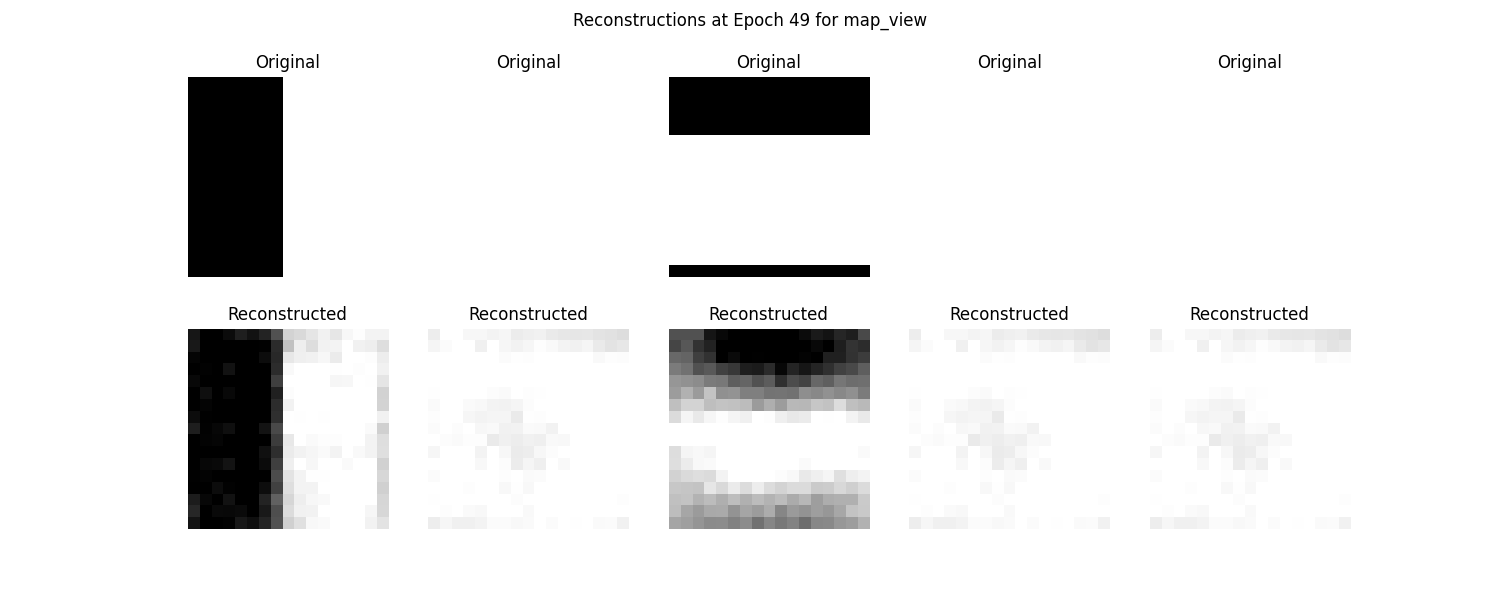 Reconstructions at Epoch 49 for map_view
Original Original Original Original Original
Reconstructed Reconstructed Reconstructed Reconstructed Reconstructed